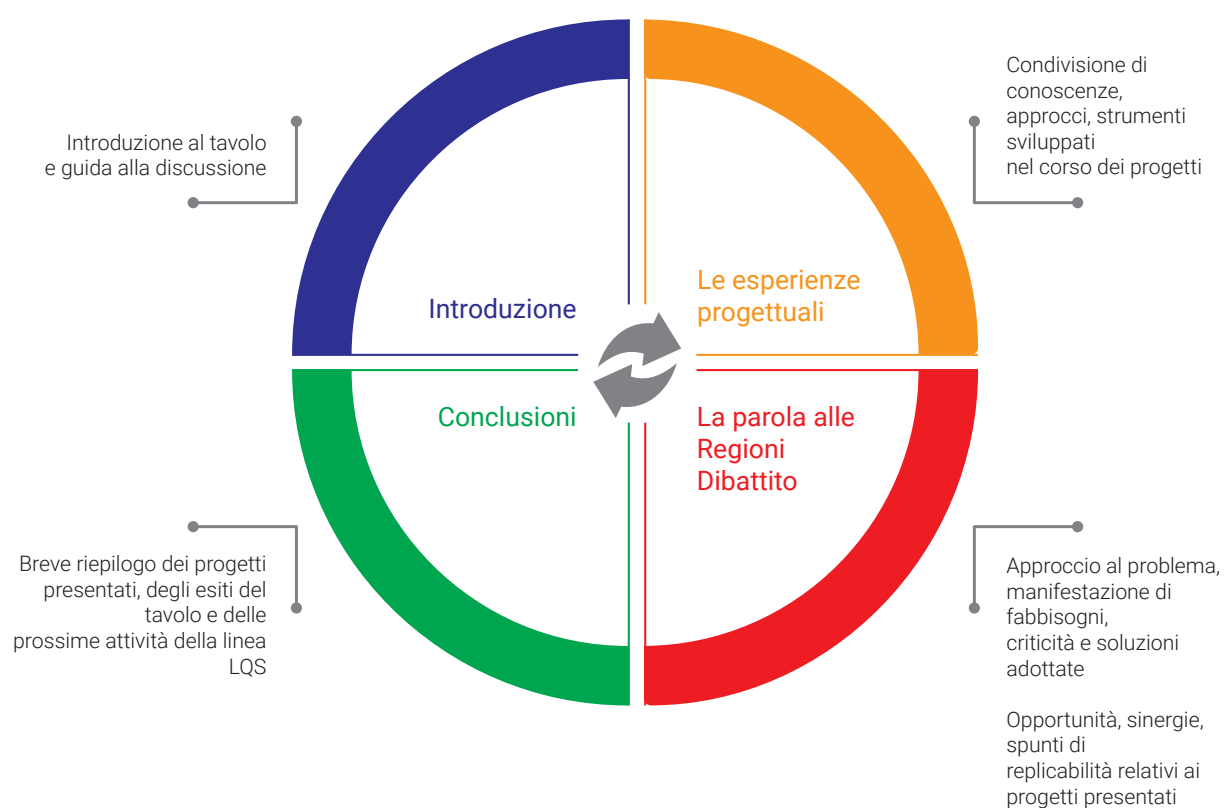 Introduzione al tavolo
e guida alla discussione
Introduzione
Le esperienze
progettuali
Condivisione di
conoscenze,
approcci, strumenti
sviluppati
nel corso dei progetti
Conclusioni
La parola alle
Regioni
Dibattito
Breve riepilogo dei progetti
presentati, degli esiti del
tavolo e delle
prossime attività della linea
LQS
Approccio al problema,
manifestazione di
fabbisogni,
criticità e soluzioni
adottate
Opportunità, sinergie,
spunti di
replicabilità relativi ai
progetti presentati